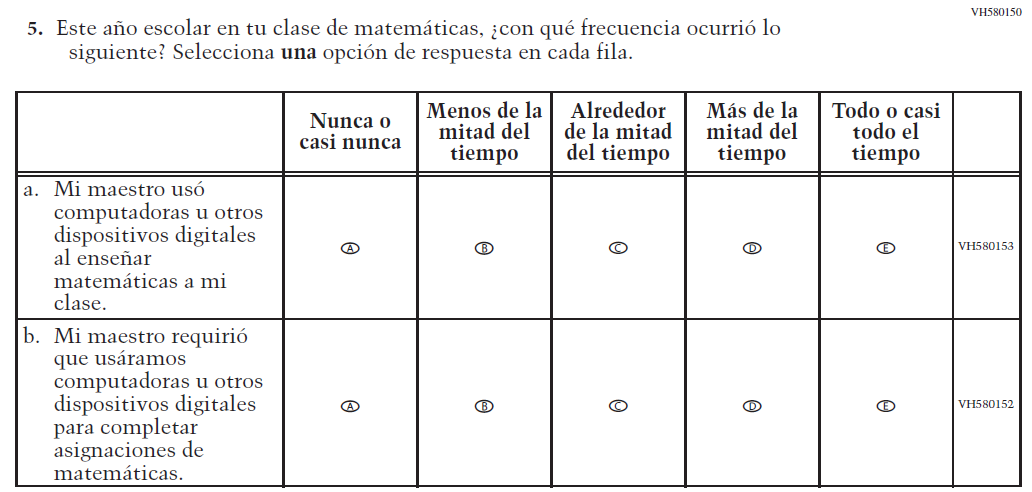 VH580150
5. Este año escolar en tu clase de matemáticas, ¿con qué frecuencia ocurrió lo
siguiente? Selecciona una opción de respuesta en cada fila.
Nunca o
casi nunca
Menos de la
mitad del
tiempo
Alrededor
de la mitad
del tiempo
Más de la
mitad del
tiempo
Todo o casi
todo el
tiempo
a. Mi maestro usó
computadoras u otros
dispositivos digitales
al enseñar
matemáticas a mi
clase.
A
B
C
D
E
VH580153
b. Mi maestro requirió
que usáramos
computadoras u otros
dispositivos digitales
para completar
asignaciones de
matemáticas.
A
B
C
D
E
VH580152